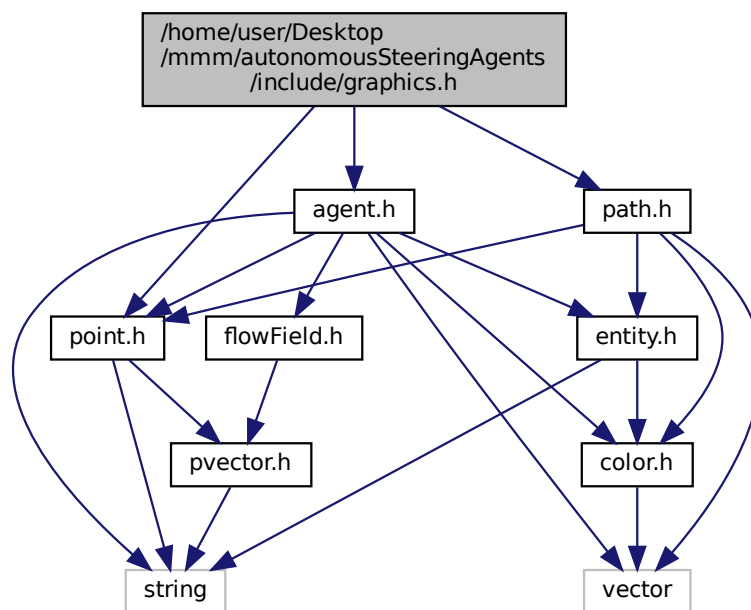 /home/user/Desktop
/mmm/autonomousSteeringAgents
/include/graphics.h
agent.h
path.h
point.h
flowField.h
entity.h
pvector.h
color.h
string
vector